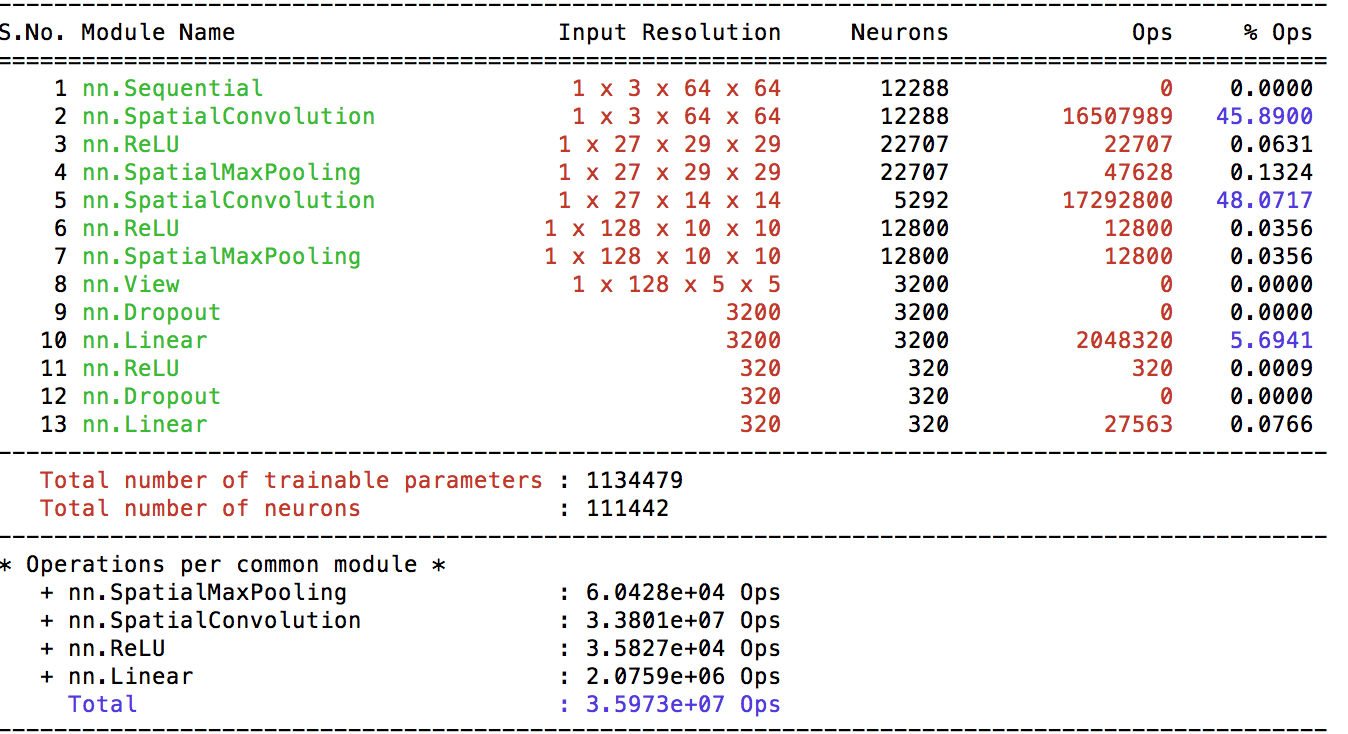 S.No. Module Name Input Resolution Neurons Ops % Ops
1 nn.Sequential 1 x 3 x 64 x 64 12288 0 0.0000
2 nn.SpatialConvolution 1 x 3 x 64 x 64 12288 16507989 45.8900
3 nn.ReLU 1 x 27 x 29 x 29 22707 22707 0.0631
4 nn.SpatialMaxPooling 1 x 27 x 29 x 29 22707 47628 0.1324
5 nn.SpatialConvolution 1 x 27 x 14 x 14 5292 17292800 48.0717
6 nn.ReLU 1 x 128 x 10 x 10 12800 12800 0.0356
7 nn.SpatialMaxPooling 1 x 128 x 10 x 10 12800 12800 0.0356
8 nn.View 1 x 128 x 5 x 5 3200 0 0.0000
9 nn.Dropout 3200 3200 0 0.0000
10 nn.Linear 3200 3200 2048320 5.6941
11 nn.ReLU 320 320 320 0.0009
12 nn.Dropout 320 320 0 0.0000
13 nn.Linear 320 320 27563 0.0766
Total number of trainable parameters : 1134479
Total number of neurons : 111442
* Operations per common module *
+ nn.SpatialMaxPooling : 6.0428e+04 Ops
+ nn.SpatialConvolution : 3.3801e+07 Ops
+ nn.ReLU : 3.5827e+04 Ops
+ nn.Linear : 2.0759e+06 Ops
Total : 3.5973e+07 Ops